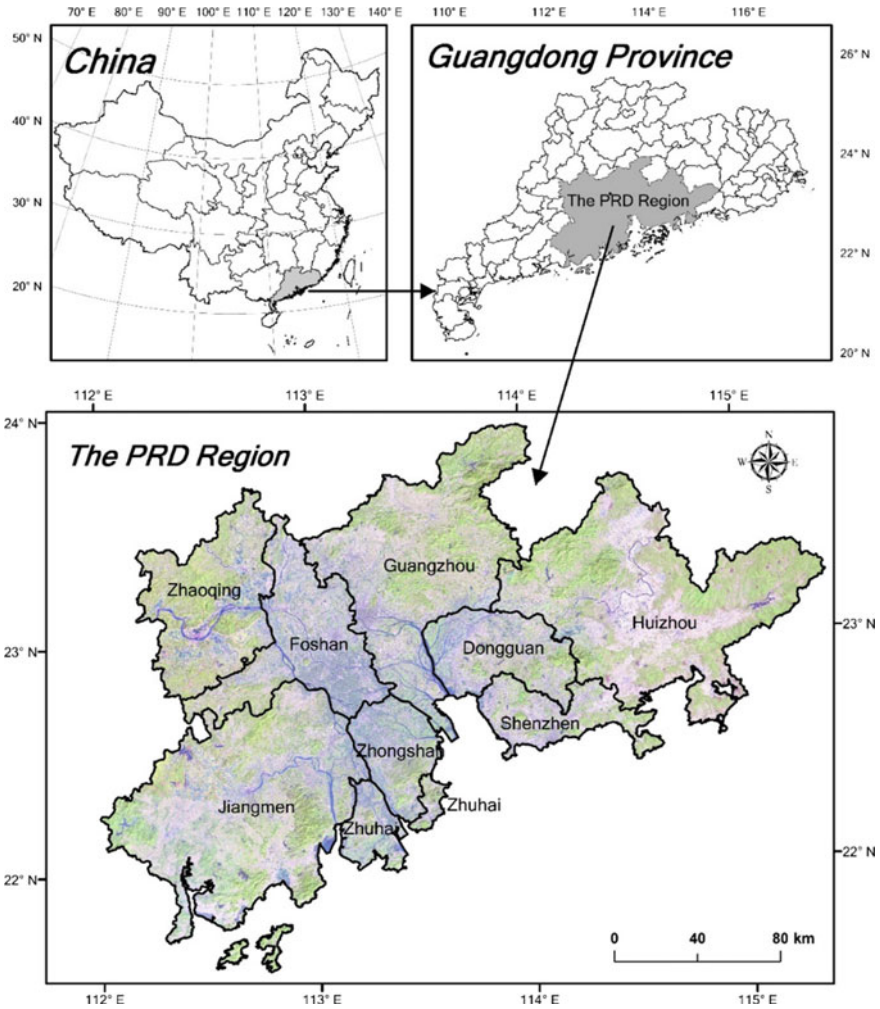 70° E 80° E 90° E 100° E 110° E 120° E 130° E 140° E
110° E 112° E 114° E 116° E
50° N
40° N
30° N
20° N
China
Guangdong Province
The PRD Region
26° N
24° N
22° N
20° N
112° E 113° E 114° E 115° E
24° N
23° N
22° N
The PRD Region
N
W E
S
Zhaoqing
Guangzhou
Foshan
Dongguan
Huizhou
Shenzhen
Zhongshan
Jiangmen
Zhuhai
Zhuhai
23° N
22° N
0 40 80 km
112° E 113° E 114° E 115° E